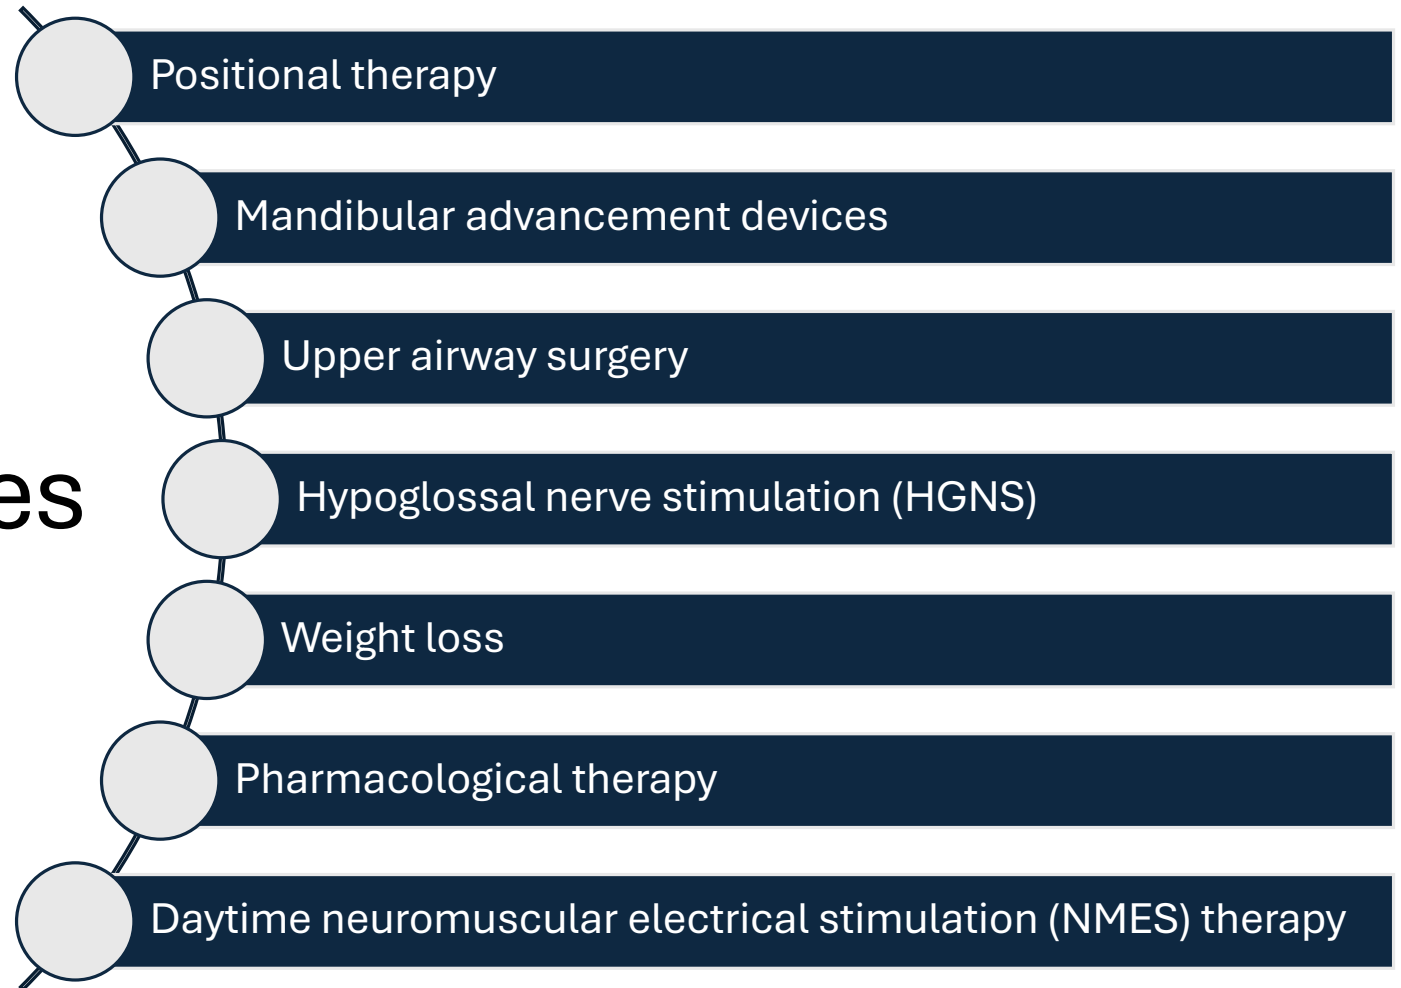 Positional therapy
Mandibular advancement devices
Upper airway surgery
es
Hypoglossal nerve stimulation (HGNS)
Weight loss
Pharmacological therapy
Daytime neuromuscular electrical stimulation (NMES) therapy